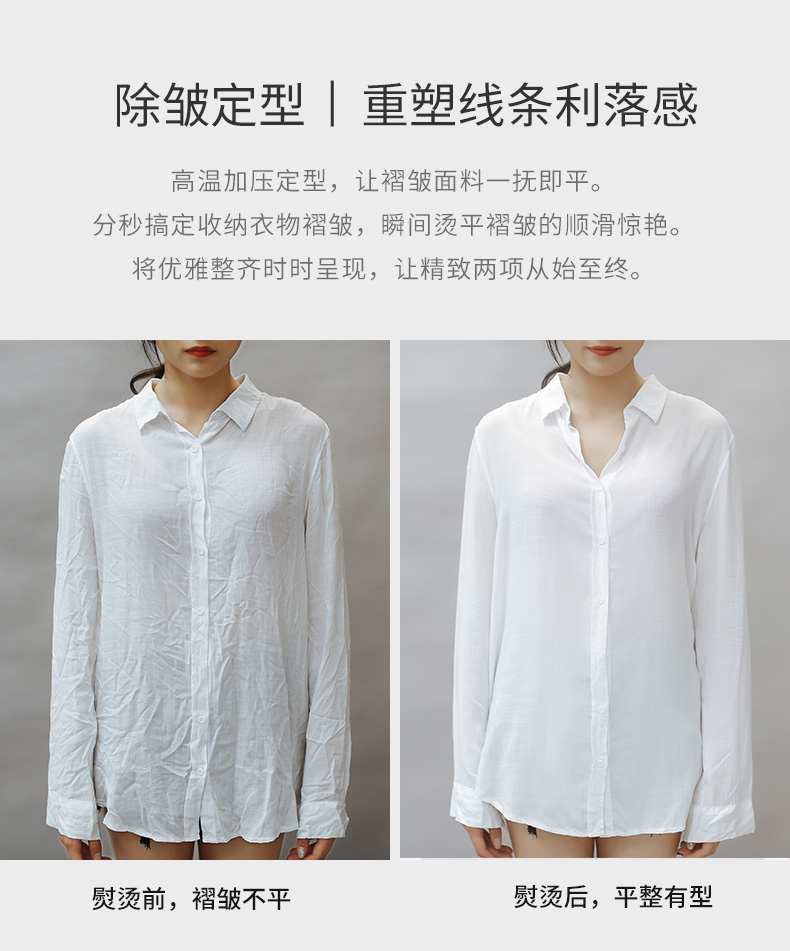 除皱定型｜重塑线条利落感
高温加压定型，让褶皱面料一抚即平。
分秒搞定收纳衣物褶皱，瞬间烫平褶皱的顺滑惊艳。
将优雅整齐时时呈现，让精致两项从始至终。
熨烫前，褶皱不平
熨烫后，平整有型